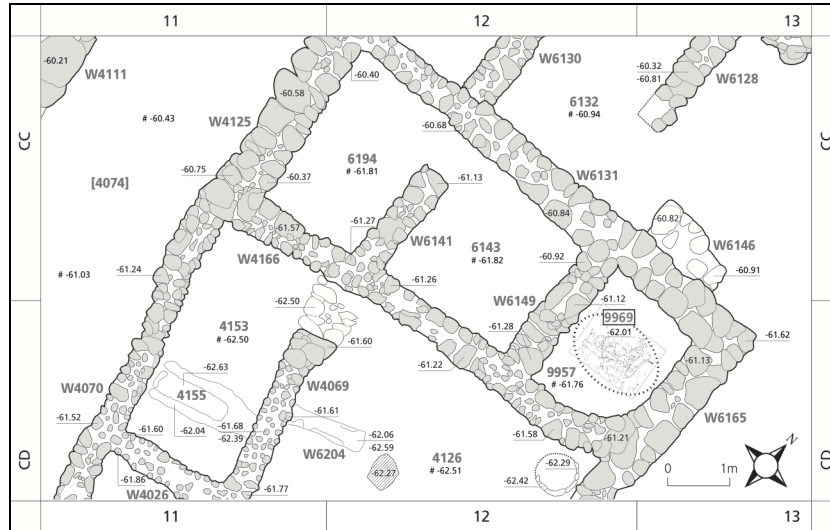 11 12 13
-60.21
W4111
-60.40
W6130
-60.32
W6128
-60.81
-60.58
6132
# -60.94
# -60.43
W4125
CC
CC
-60.68
6194
# -61.81
-60.75
-60.37
-61.13
W6131
[4074]
-61.27
-60.84
-60.82
-61.57
W6141
6143
# -61.82
W6146
W4166
-60.92
-60.91
# -61.03
-61.24
-61.26
-62.50
W6149
-61.12
4153
# -62.50
9969
-62.01
-61.28
-61.60
-61.62
-61.22
9957
# -61.76
-61.13
-62.63
W4070
4155
W4069
W6165
-61.52
-61.60
-62.04
-61.68
-62.39
-61.61
W6204
-62.06
-62.59
-61.58
-61.21
4126
# -62.51
CD
CD
-62.27
-62.29
-62.42
-61.86
W4026
-61.77
0 1m
N
11 12 13